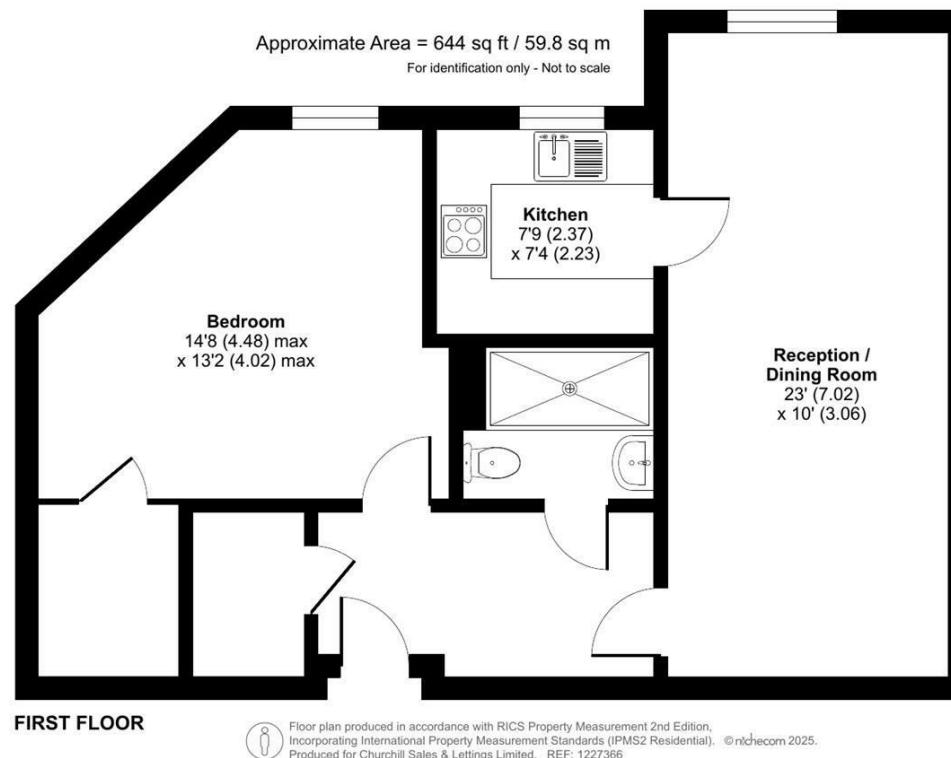 Approximate Area = 644 sq ft / 59.8 sq m
For identification only - Not to scale
Kitchen
7'9 (2.37)
x 7'4 (2.23)
Bedroom
14'8 (4.48) max
x 13'2 (4.02) max
Reception /
Dining Room
23' (7.02)
x 10' (3.06)
FIRST FLOOR
Floor plan produced in accordance with RICS Property Measurement 2nd Edition,
Incorporating International Property Measurement Standards (IPMS2 Residential). ©nichecom 2025.
Produced for Churchill Sales & Lettings Limited. REF: 1227366